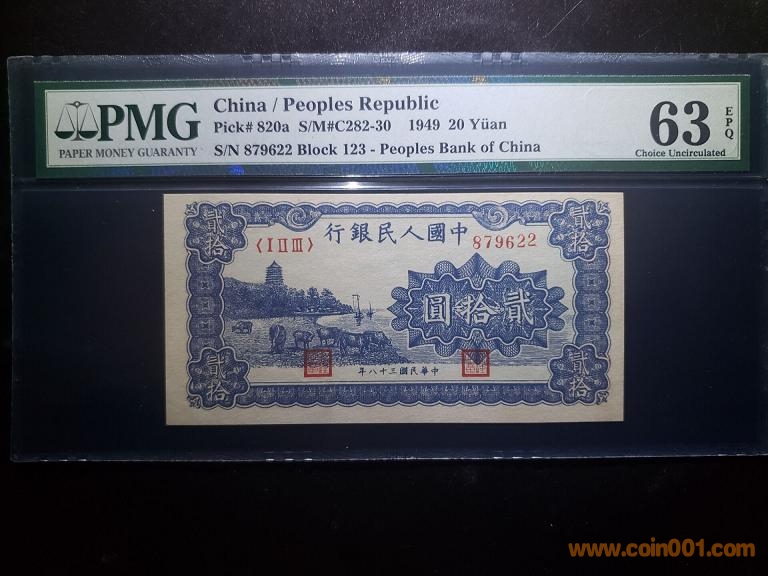 PMG
PAPER MONEY GUARANTY
China / Peoples Republic
Pick# 820a S/M#C282-30 1949 20 Yüan
S/N 879622 Block 123 - Peoples Bank of China
63
EPQ
Choice Uncirculated
貳拾
貳拾
行銀民人國中
〈I II III〉
879622
圓拾貳
貳拾
貳拾
年八十三國民華中
www.coin001.com